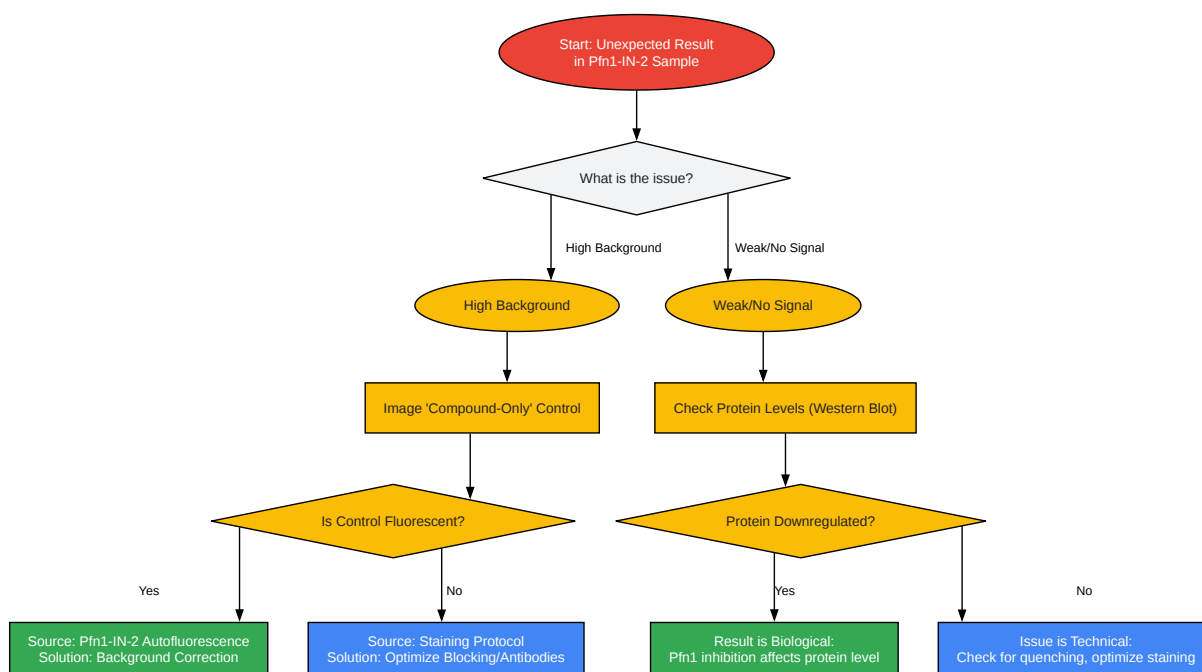 Start: Unexpected Result
in Pfn1-IN-2 Sample
What is the issue?
High Background
Weak/No Signal
High Background
Weak/No Signal
Image 'Compound-Only' Control
Check Protein Levels (Western Blot)
Is Control Fluorescent?
Protein Downregulated?
Yes
No
Yes
No
Source: Pfn1-IN-2 Autofluorescence
Solution: Background Correction
Source: Staining Protocol
Solution: Optimize Blocking/Antibodies
Result is Biological:
Pfn1 inhibition affects protein level
Issue is Technical:
Check for quenching, optimize staining